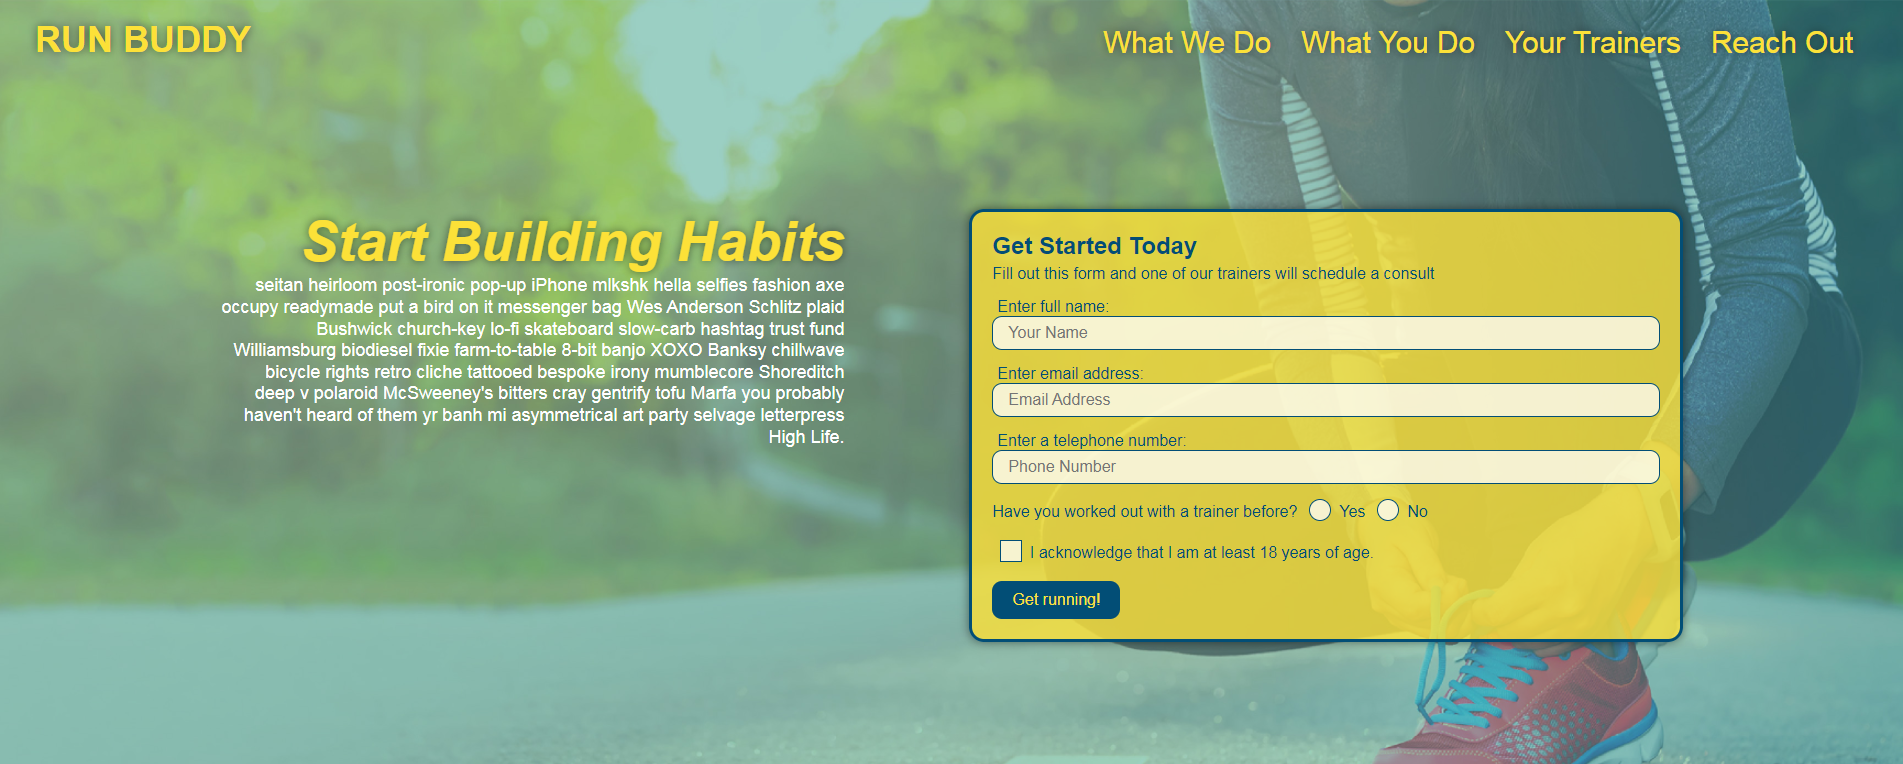 RUN BUDDY
What We Do What You Do Your Trainers Reach Out
Start Building Habits
seitan heirloom post-ironic pop-up iPhone mlkshk hella selfies fashion axe
occupy readymade put a bird on it messenger bag Wes Anderson Schlitz plaid
Bushwick church-key lo-fi skateboard slow-carb hashtag trust fund
Williamsburg biodiesel fixie farm-to-table 8-bit banjo XOXO Banksy chillwave
bicycle rights retro cliche tattooed bespoke irony mumblecore Shoreditch
deep v polaroid McSweeney's bitters cray gentrify tofu Marfa you probably
haven't heard of them yr banh mi asymmetrical art party selvage letterpress
High Life.
Get Started Today
Fill out this form and one of our trainers will schedule a consult
Enter full name:
Your Name
Enter email address:
Email Address
Enter a telephone number:
Phone Number
Have you worked out with a trainer before? Yes No
I acknowledge that I am at least 18 years of age.
Get running!